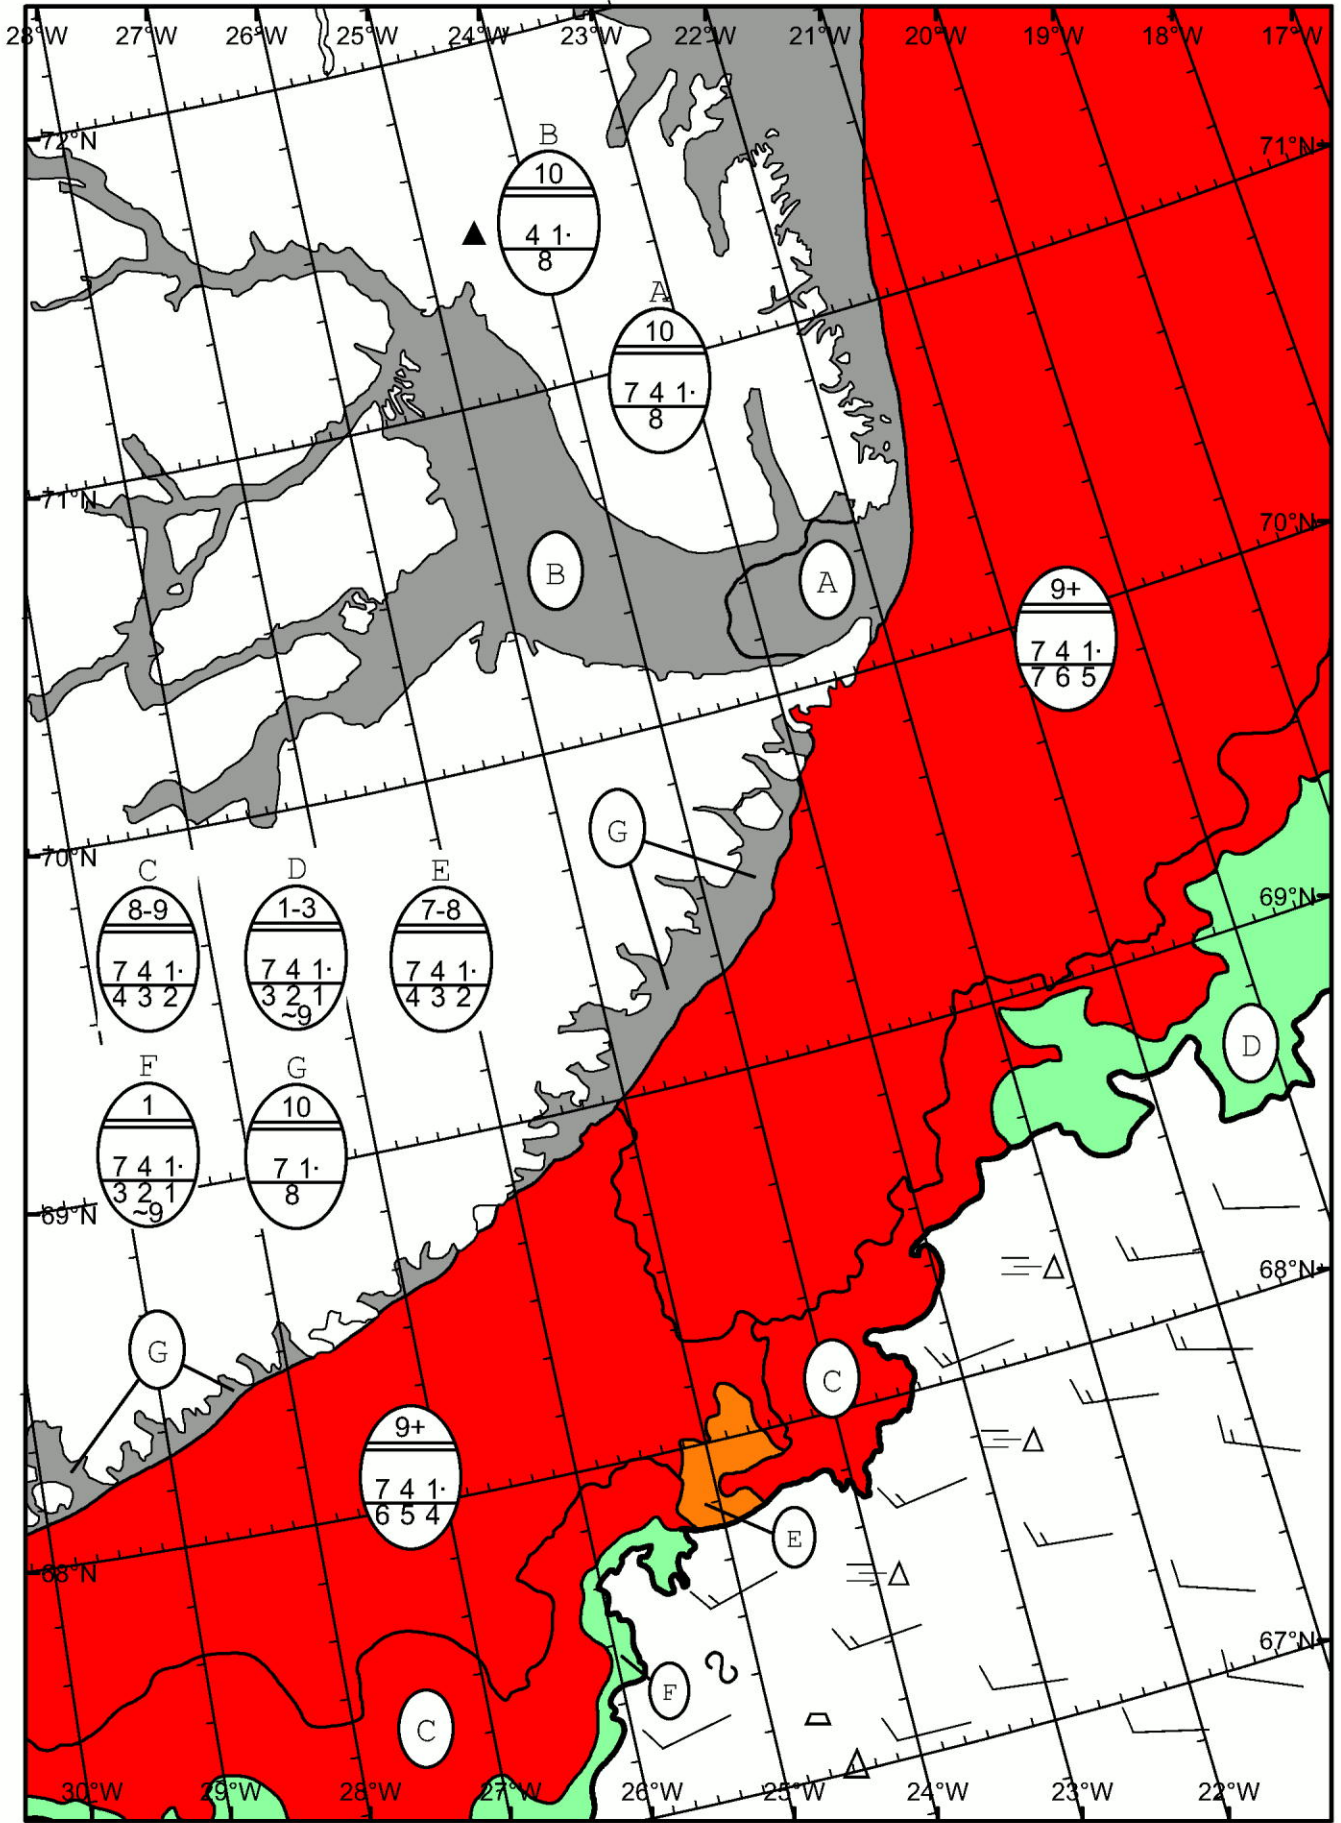 28°W 27°W 26°W 25°W 24°W 23°W 22°W 21°W 20°W 19°W 18°W 17°W
72°N
71°N
B
10
4 1·
8
A
10
7 4 1·
8
71°N
70°N
B
A
9+
7 4 1·
7 6 5
G
70°N
69°N
C
8-9
7 4 1·
4 3 2
D
1-3
7 4 1·
3 2 1
~9
E
7-8
7 4 1·
4 3 2
D
F
1
7 4 1·
3 2 1
~9
G
10
7 1·
8
69°N
68°N
G
C
9+
7 4 1·
6 5 4
E
68°N
67°N
F
C
30°W 29°W 28°W 27°W 26°W 25°W 24°W 23°W 22°W